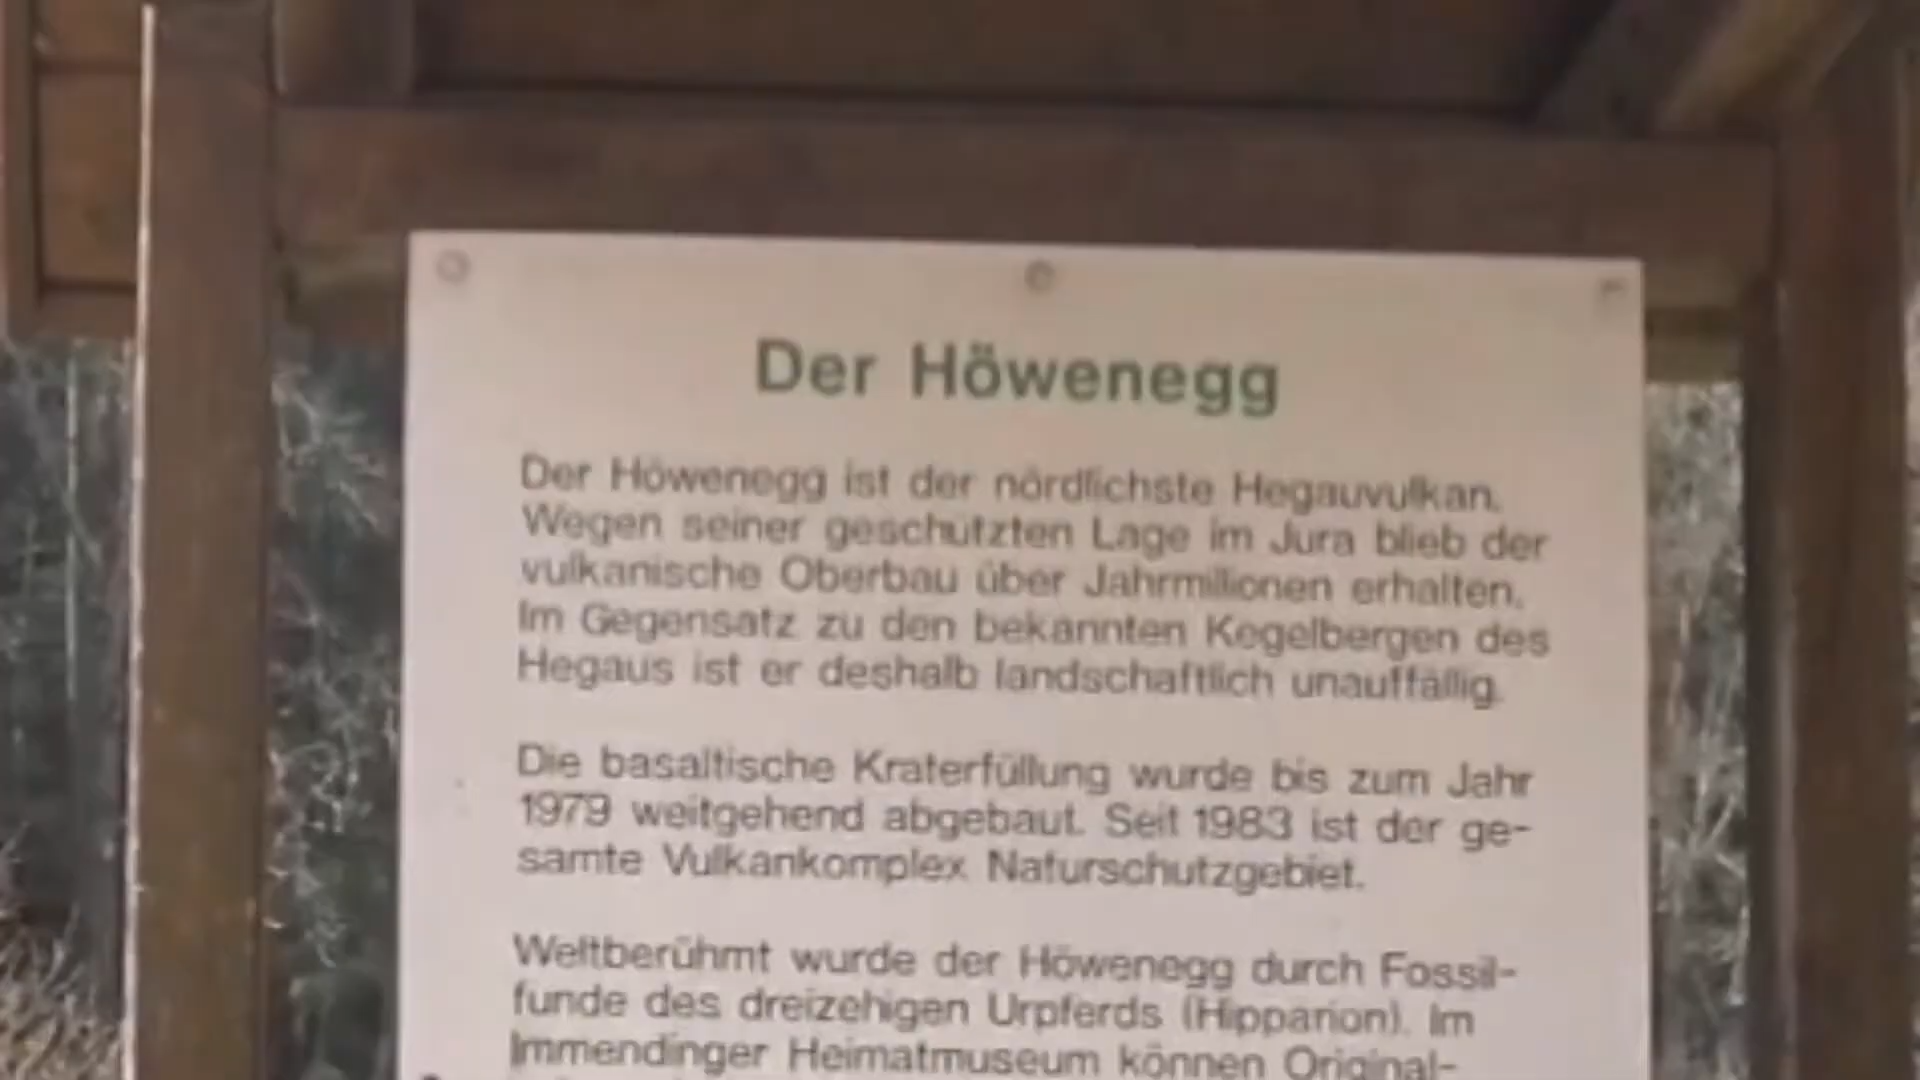 Der Höwenegg
Der Höwenegg ist der nördlichste Hegauvulkan.
Wegen seiner geschützten Lage im Jura blieb der
vulkanische Oberbau über Jahrmillionen erhalten.
Im Gegensatz zu den bekannten Kegelbergen des
Hegaus ist er deshalb landschaftlich unauffällig.
Die basaltische Kraterfüllung wurde bis zum Jahr
1979 weitgehend abgebaut. Seit 1983 ist der ge-
samte Vulkankomplex Naturschutzgebiet.
Weltberühmt wurde der Höwenegg durch Fossil-
funde des dreizehigen Urpferds (Hipparion). Im
Immendinger Heimatmuseum können Original-